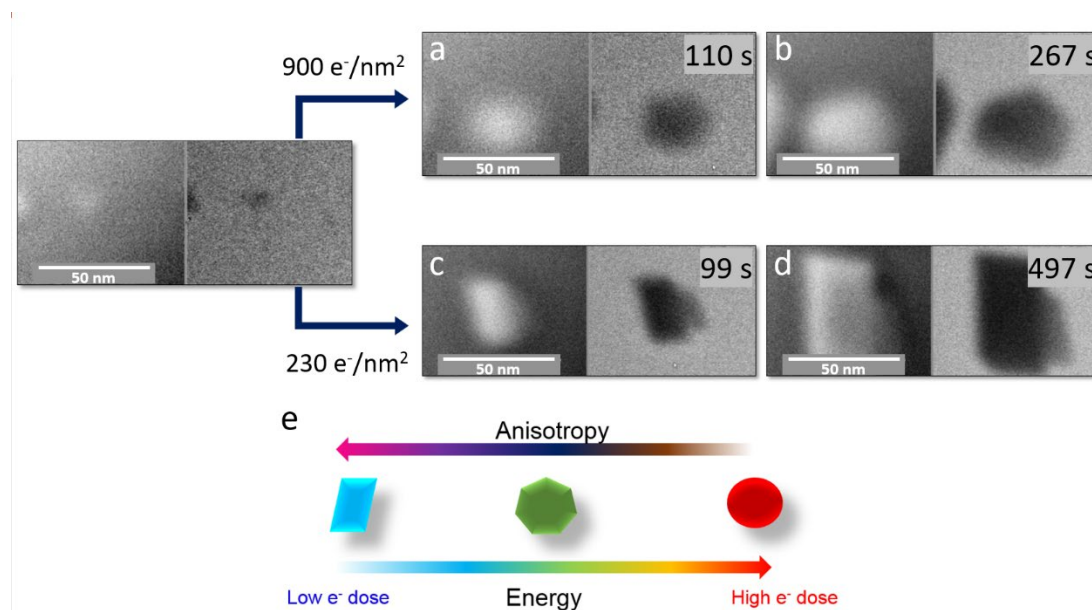 900 e⁻/nm²
50 nm
230 e⁻/nm²
a
110 s
50 nm
b
267 s
50 nm
c
99 s
50 nm
d
497 s
50 nm
e
Anisotropy
Low e⁻ dose
Energy
High e⁻ dose